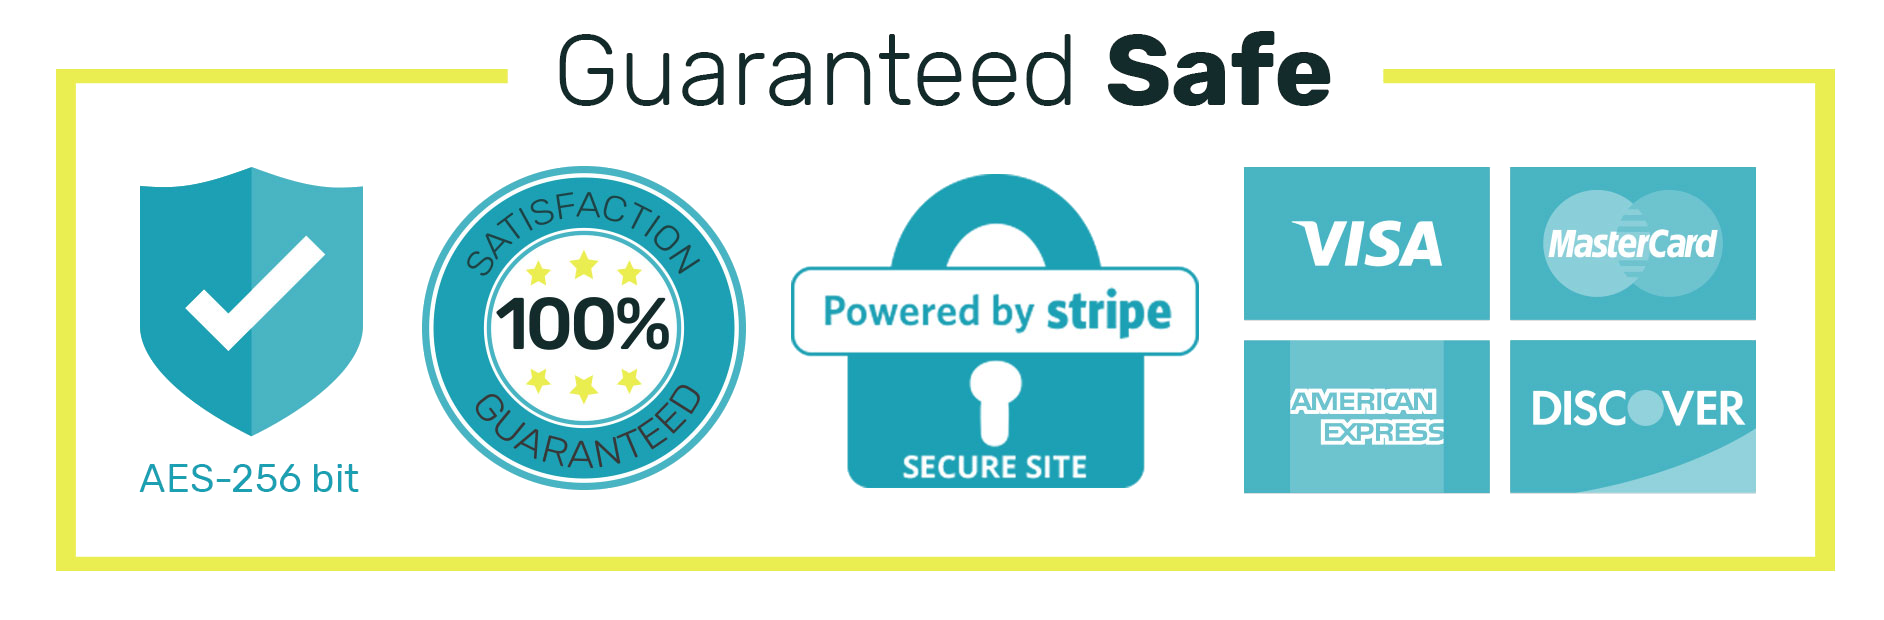 Guaranteed Safe
AES-256 bit
SATISFACTION
100%
GUARANTEED
Powered by stripe
SECURE SITE
VISA
MasterCard
AMERICAN
EXPRESS
DISCOVER